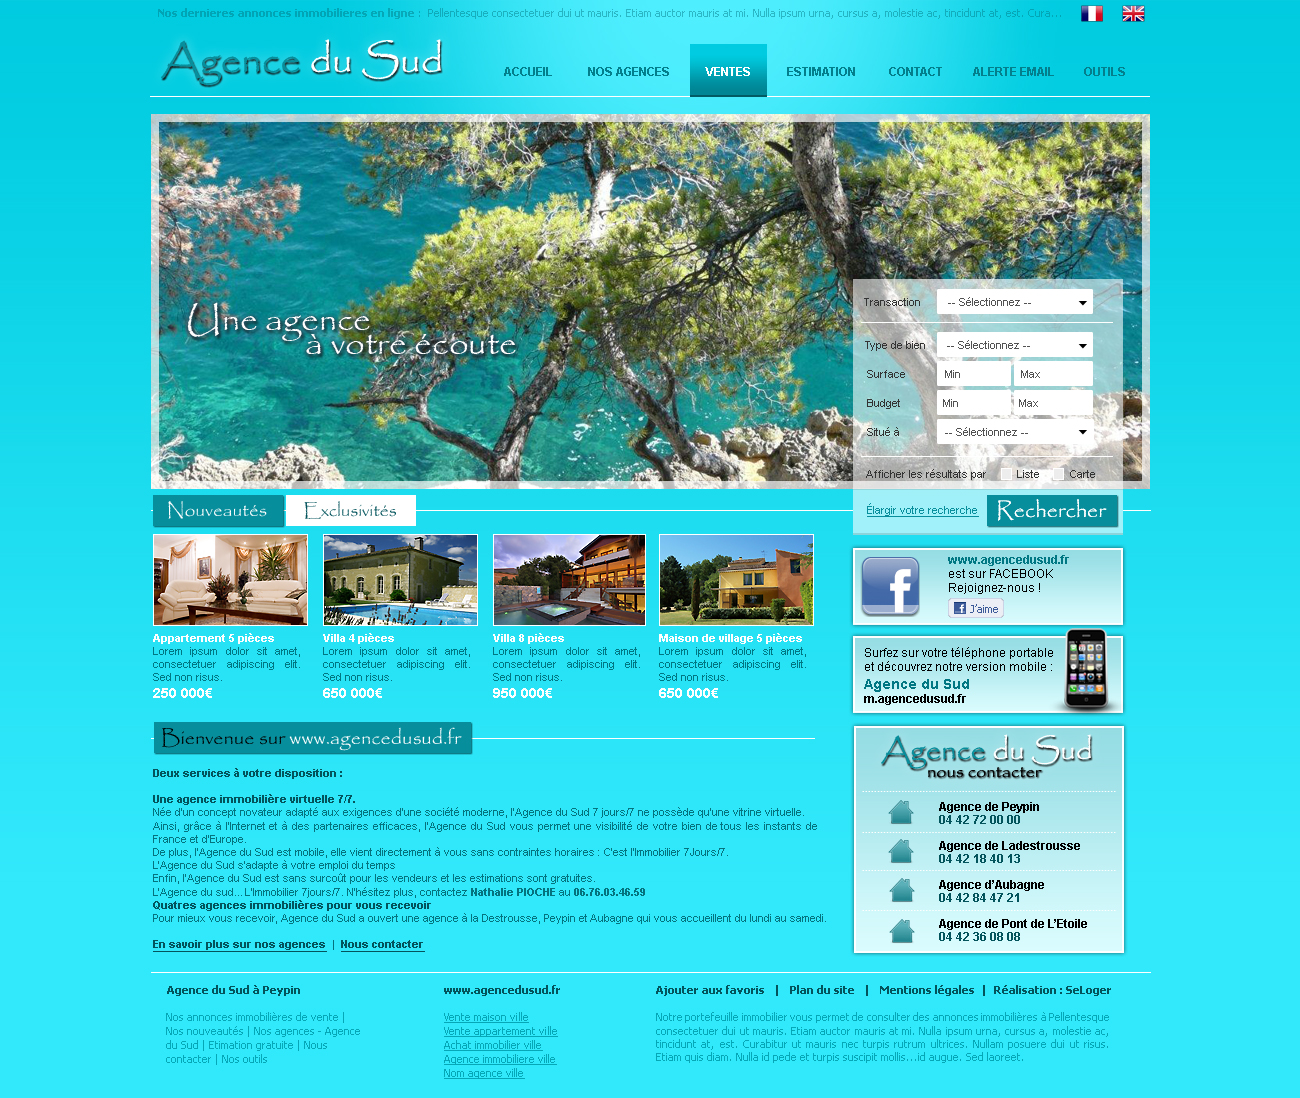 Nos dernieres annonces immobilieres en ligne : Pellentesque consectetuer dui ut mauris. Etiam auctor mauris at mi. Nulla ipsum urna, cursus a, molestie ac, tincidunt at, est. Cura...
Agence du Sud
ACCUEIL NOS AGENCES VENTES ESTIMATION CONTACT ALERTE EMAIL OUTILS
Une agence
à votre écoute
Transaction -- Sélectionnez --
Type de bien -- Sélectionnez --
Surface Min Max
Budget Min Max
Situé à -- Sélectionnez --
Afficher les résultats par Liste Carte
Élargir votre recherche Rechercher
Nouveautés Exclusivités
Appartement 5 pièces
Lorem ipsum dolor sit amet,
consectetuer adipiscing elit.
Sed non risus.
250 000€
Villa 4 pièces
Lorem ipsum dolor sit amet,
consectetuer adipiscing elit.
Sed non risus.
650 000€
Villa 8 pièces
Lorem ipsum dolor sit amet,
consectetuer adipiscing elit.
Sed non risus.
950 000€
Maison de village 5 pièces
Lorem ipsum dolor sit amet,
consectetuer adipiscing elit.
Sed non risus.
650 000€
www.agencedusud.fr
est sur FACEBOOK
Rejoignez-nous !
J'aime
Surfez sur votre téléphone portable
et découvrez notre version mobile :
Agence du Sud
m.agencedusud.fr
Bienvenue sur www.agencedusud.fr
Deux services à votre disposition :
Une agence immobilière virtuelle 7/7.
Née d'un concept novateur adapté aux exigences d'une société moderne, l'Agence du Sud 7 jours/7 ne possède qu'une vitrine virtuelle.
Ainsi, grâce à l'Internet et à des partenaires efficaces, l'Agence du Sud vous permet une visibilité de votre bien de tous les instants de
France et d'Europe.
De plus, l'Agence du Sud est mobile, elle vient directement à vous sans contraintes horaires : C'est l'Immobilier 7Jours/7.
L'Agence du Sud s'adapte à votre emploi du temps
Enfin, l'Agence du Sud est sans surcoût pour les vendeurs et les estimations sont gratuites.
L'Agence du sud... L'Immobilier 7jours/7. N'hésitez plus, contactez Nathalie PIOCHE au 06.76.03.46.59
Quatres agences immobilières pour vous recevoir
Pour mieux vous recevoir, Agence du Sud a ouvert une agence à la Destrousse, Peypin et Aubagne qui vous accueillent du lundi au samedi.
En savoir plus sur nos agences | Nous contacter
Agence du Sud
nous contacter
Agence de Peypin
04 42 72 00 00
Agence de Ladestrousse
04 42 18 40 13
Agence d'Aubagne
04 42 84 47 21
Agence de Pont de L'Etoile
04 42 36 08 08
Agence du Sud à Peypin
Nos annonces immobilières de vente |
Nos nouveautés | Nos agences - Agence
du Sud | Etimation gratuite | Nous
contacter | Nos outils
www.agencedusud.fr
Vente maison ville
Vente appartement ville
Achat immobilier ville
Agence immobiliere ville
Nom agence ville
Ajouter aux favoris | Plan du site | Mentions légales | Réalisation : SeLoger
Notre portefeuille immobilier vous permet de consulter des annonces immobilières à Pellentesque
consectetuer dui ut mauris. Etiam auctor mauris at mi. Nulla ipsum urna, cursus a, molestie ac,
tincidunt at, est. Curabitur ut mauris nec turpis rutrum ultrices. Nullam posuere dui ut risus.
Etiam quis diam. Nulla id pede et turpis suscipit mollis...id augue. Sed laoreet.